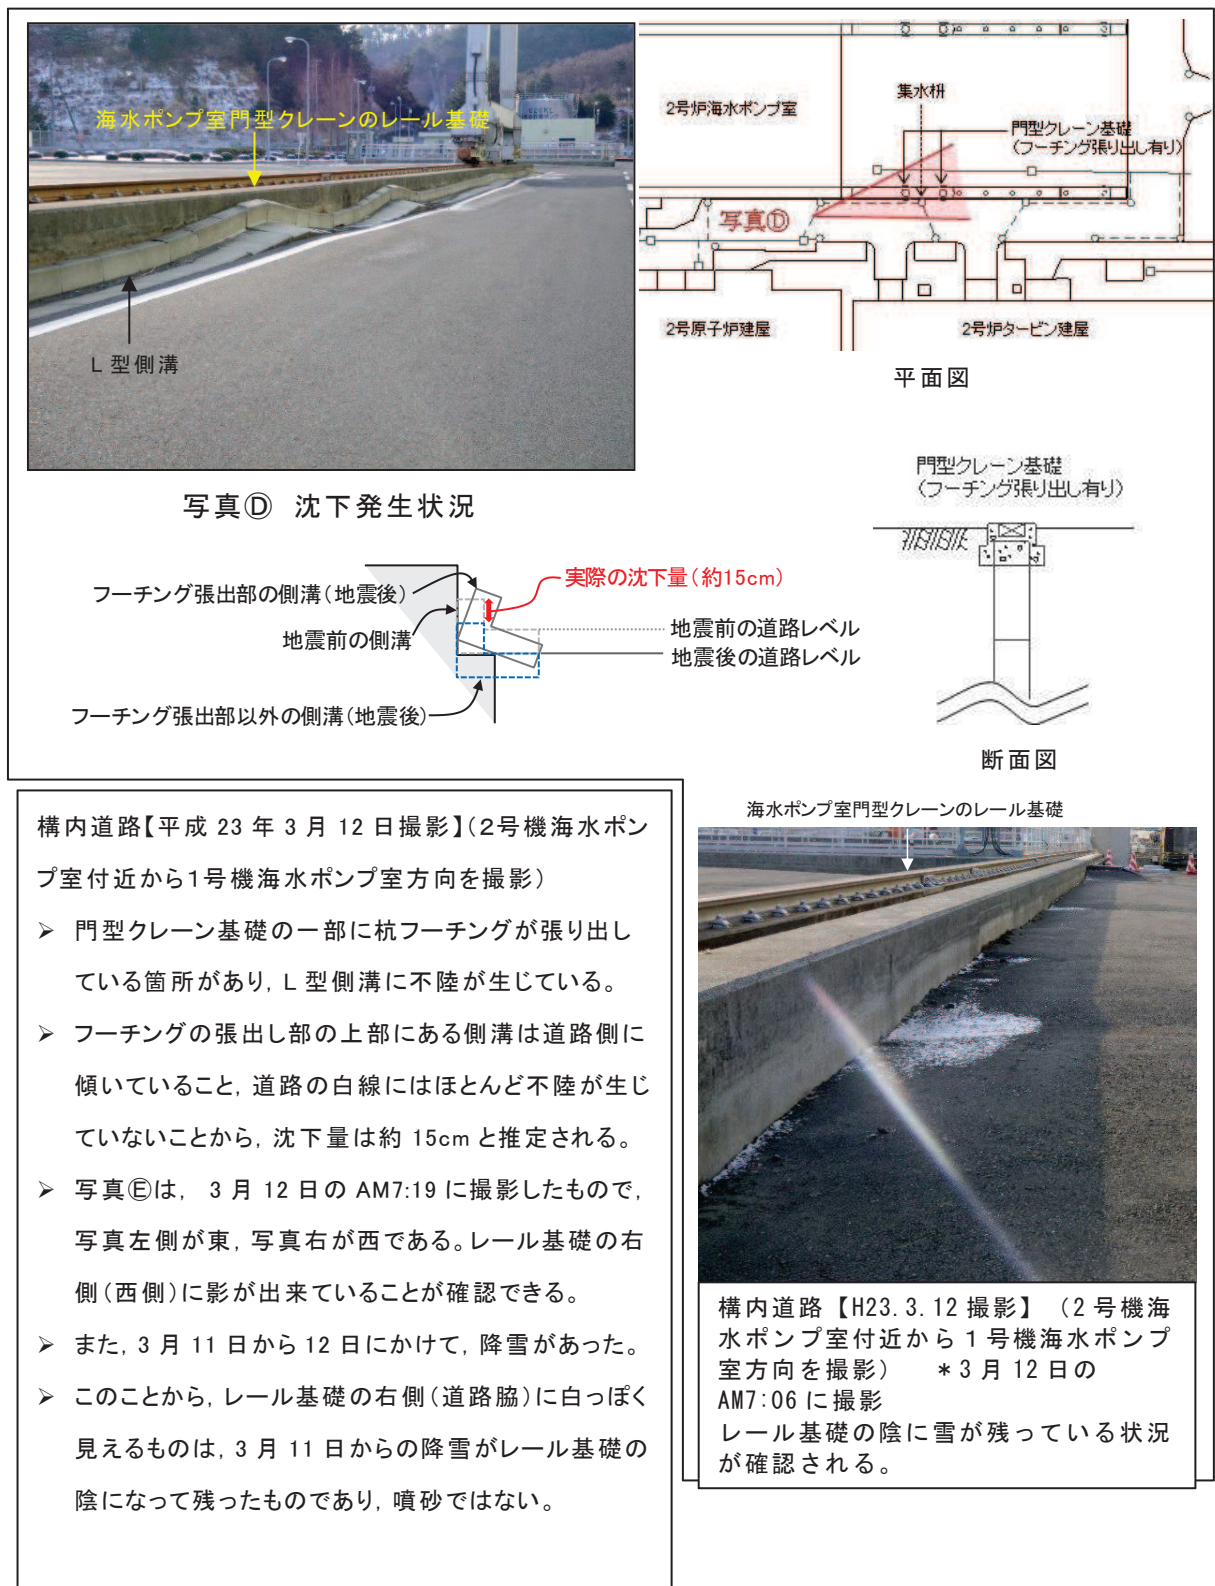 海水ポンプ室門型クレーンのレール基礎
L型側溝
写真Ⓓ 沈下発生状況
2号炉海水ポンプ室
集水枡
門型クレーン基礎
(フーチング張り出し有り)
写真Ⓓ
2号原子炉建屋
2号炉タービン建屋
平面図
フーチング張出部の側溝(地震後)
地震前の側溝
フーチング張出部以外の側溝(地震後)
実際の沈下量(約15cm)
地震前の道路レベル
地震後の道路レベル
門型クレーン基礎
(フーチング張り出し有り)
断面図
構内道路【平成 23 年 3 月 12 日撮影】(2号機海水ポン
プ室付近から1号機海水ポンプ室方向を撮影)
➢ 門型クレーン基礎の一部に杭フーチングが張り出し
ている箇所があり, L 型側溝に不陸が生じている。
➢ フーチングの張出し部の上部にある側溝は道路側に
傾いていること, 道路の白線にはほとんど不陸が生じ
ていないことから, 沈下量は約 15cm と推定される。
➢ 写真Ⓔは, 3 月 12 日の AM7:19 に撮影したもので,
写真左側が東, 写真右が西である。レール基礎の右
側(西側)に影が出来ていることが確認できる。
➢ また, 3 月 11 日から 12 日にかけて, 降雪があった。
➢ このことから, レール基礎の右側(道路脇)に白っぽく
見えるものは, 3 月 11 日からの降雪がレール基礎の
陰になって残ったものであり, 噴砂ではない。
海水ポンプ室門型クレーンのレール基礎
構内道路【H23.3.12 撮影】 (2 号機海
水ポンプ室付近から 1 号機海水ポンプ
室方向を撮影) *3 月 12 日の
AM7:06 に撮影
レール基礎の陰に雪が残っている状況
が確認される。